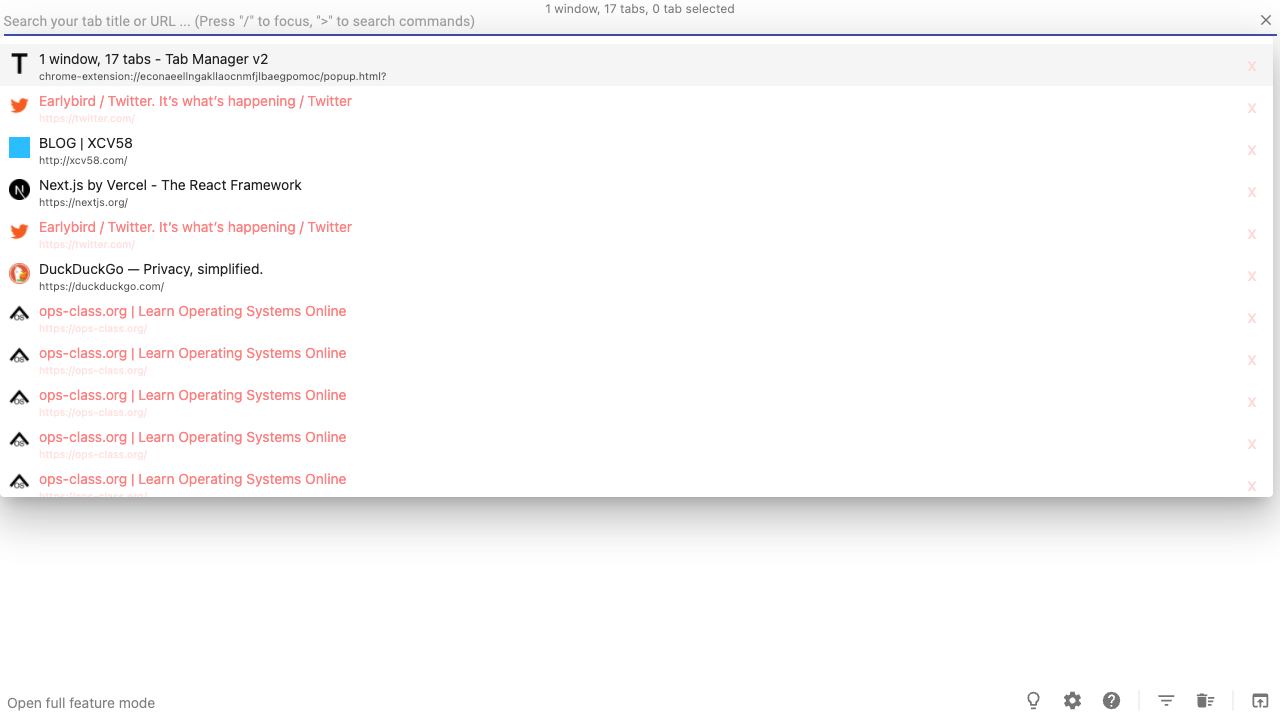 1 window, 17 tabs, 0 tab selected
Search your tab title or URL ... (Press "/" to focus, ">" to search commands)
1 window, 17 tabs - Tab Manager v2
chrome-extension://econaeellngakllaocnmfjlbaegpomoc/popup.html?
X
Earlybird / Twitter. It's what's happening / Twitter
https://twitter.com/
X
BLOG | XCV58
http://xcv58.com/
X
Next.js by Vercel - The React Framework
https://nextjs.org/
X
Earlybird / Twitter. It's what's happening / Twitter
https://twitter.com/
X
DuckDuckGo — Privacy, simplified.
https://duckduckgo.com/
X
ops-class.org | Learn Operating Systems Online
https://ops-class.org/
X
ops-class.org | Learn Operating Systems Online
https://ops-class.org/
X
ops-class.org | Learn Operating Systems Online
https://ops-class.org/
X
ops-class.org | Learn Operating Systems Online
https://ops-class.org/
X
ops-class.org | Learn Operating Systems Online
https://ops-class.org/
X
Open full feature mode